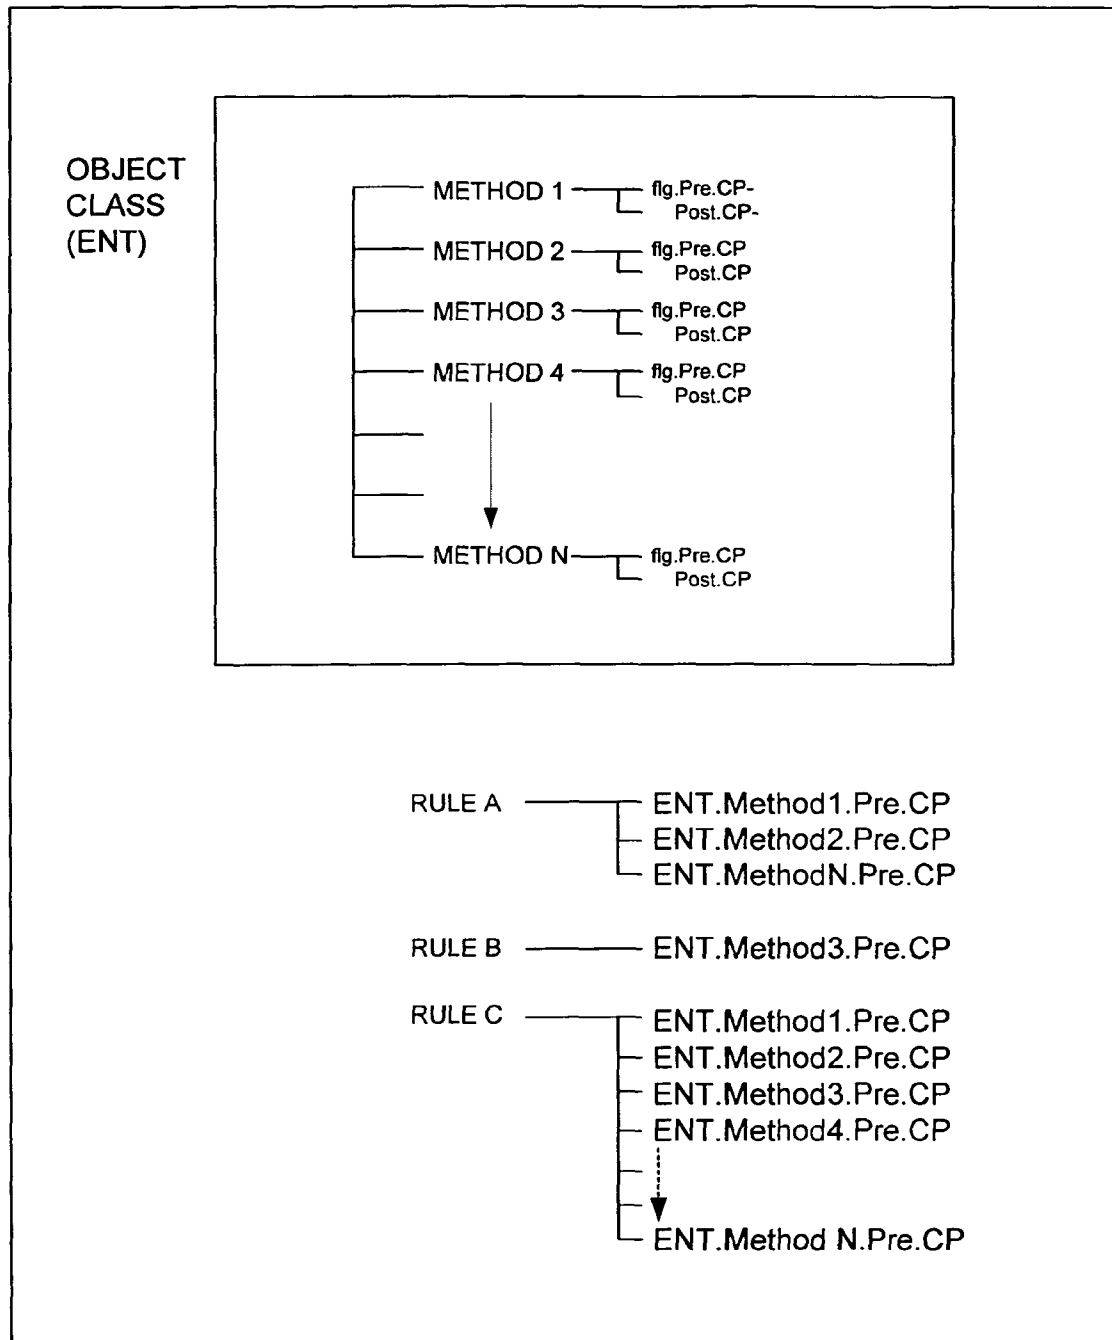 OBJECT
CLASS
(ENT)
METHOD 1
flg.Pre.CP-
Post.CP-
METHOD 2
flg.Pre.CP
Post.CP
METHOD 3
flg.Pre.CP
Post.CP
METHOD 4
flg.Pre.CP
Post.CP
METHOD N
flg.Pre.CP
Post.CP
RULE A
ENT.Method1.Pre.CP
ENT.Method2.Pre.CP
ENT.MethodN.Pre.CP
RULE B
ENT.Method3.Pre.CP
RULE C
ENT.Method1.Pre.CP
ENT.Method2.Pre.CP
ENT.Method3.Pre.CP
ENT.Method4.Pre.CP
ENT.Method N.Pre.CP